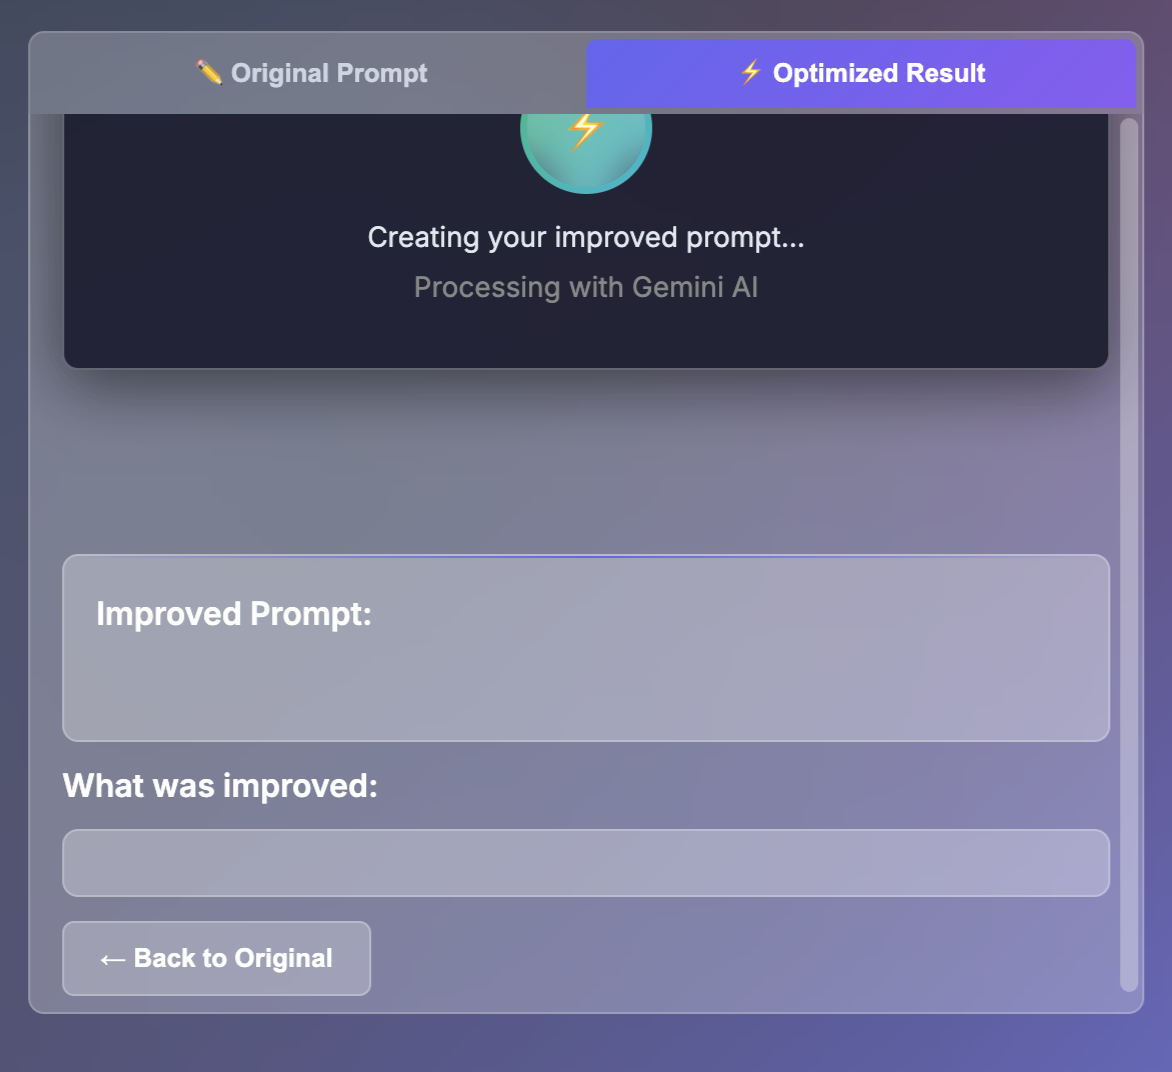 ✏️ Original Prompt
⚡ Optimized Result
Creating your improved prompt...
Processing with Gemini AI
Improved Prompt:
What was improved:
← Back to Original